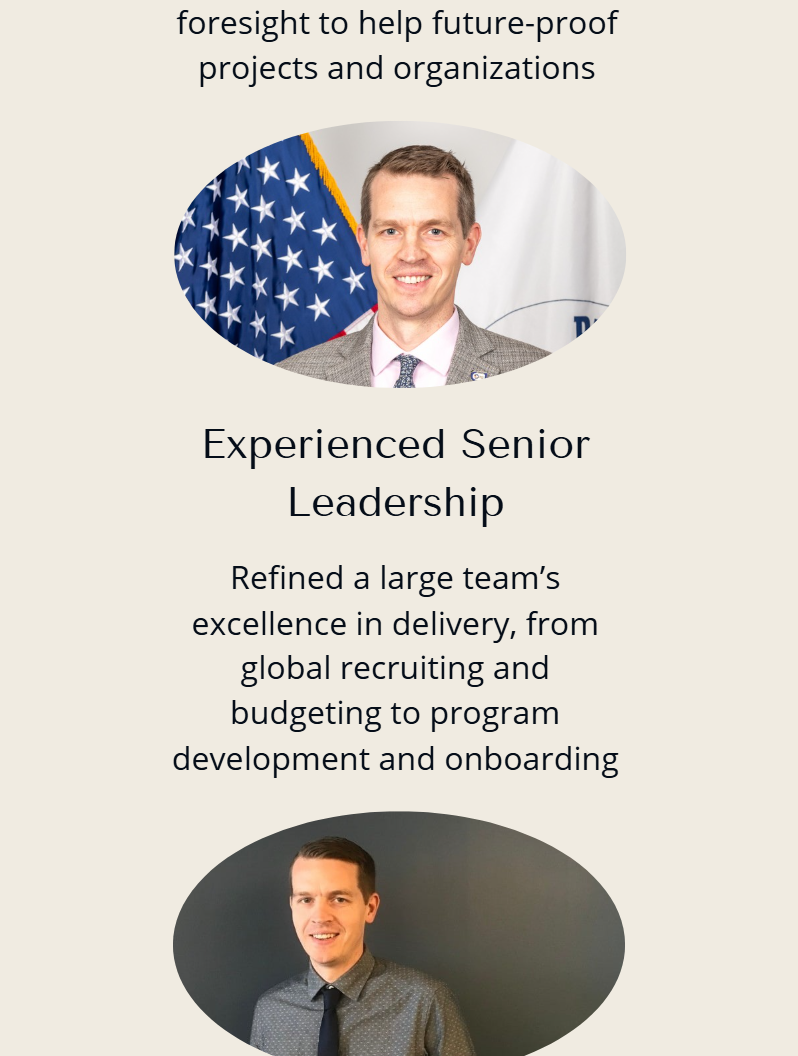 foresight to help future-proof
projects and organizations
Experienced Senior
Leadership
Refined a large team’s
excellence in delivery, from
global recruiting and
budgeting to program
development and onboarding